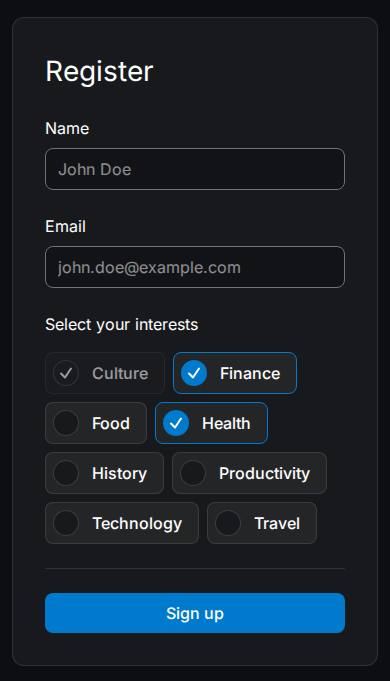 Register
Name
John Doe
Email
john.doe@example.com
Select your interests
Culture Finance
Food Health
History Productivity
Technology Travel
Sign up